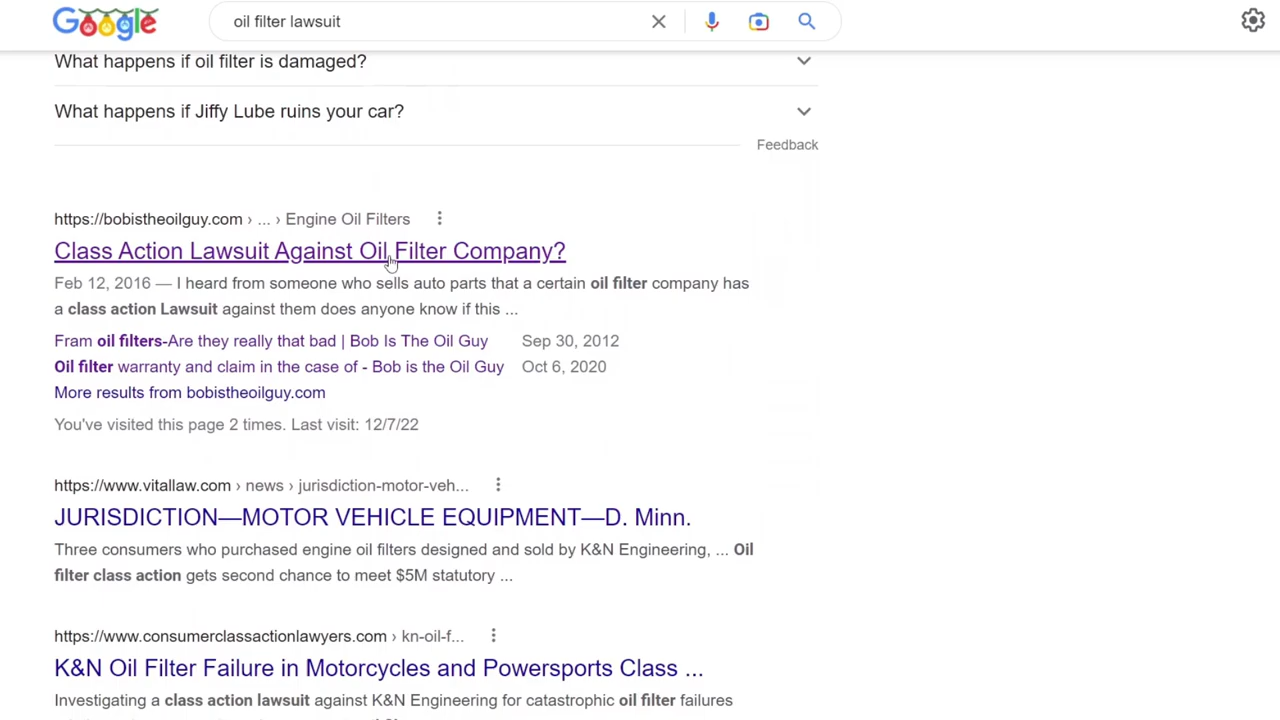 Google
oil filter lawsuit
What happens if oil filter is damaged?
What happens if Jiffy Lube ruins your car?
Feedback
https://bobistheoilguy.com › ... › Engine Oil Filters
Class Action Lawsuit Against Oil Filter Company?
Feb 12, 2016 — I heard from someone who sells auto parts that a certain oil filter company has
a class action Lawsuit against them does anyone know if this ...
Fram oil filters-Are they really that bad | Bob Is The Oil Guy Sep 30, 2012
Oil filter warranty and claim in the case of - Bob is the Oil Guy Oct 6, 2020
More results from bobistheoilguy.com
You've visited this page 2 times. Last visit: 12/7/22
https://www.vitallaw.com › news › jurisdiction-motor-veh...
JURISDICTION—MOTOR VEHICLE EQUIPMENT—D. Minn.
Three consumers who purchased engine oil filters designed and sold by K&N Engineering, ... Oil
filter class action gets second chance to meet $5M statutory ...
https://www.consumerclassactionlawyers.com › kn-oil-f...
K&N Oil Filter Failure in Motorcycles and Powersports Class ...
Investigating a class action lawsuit against K&N Engineering for catastrophic oil filter failures